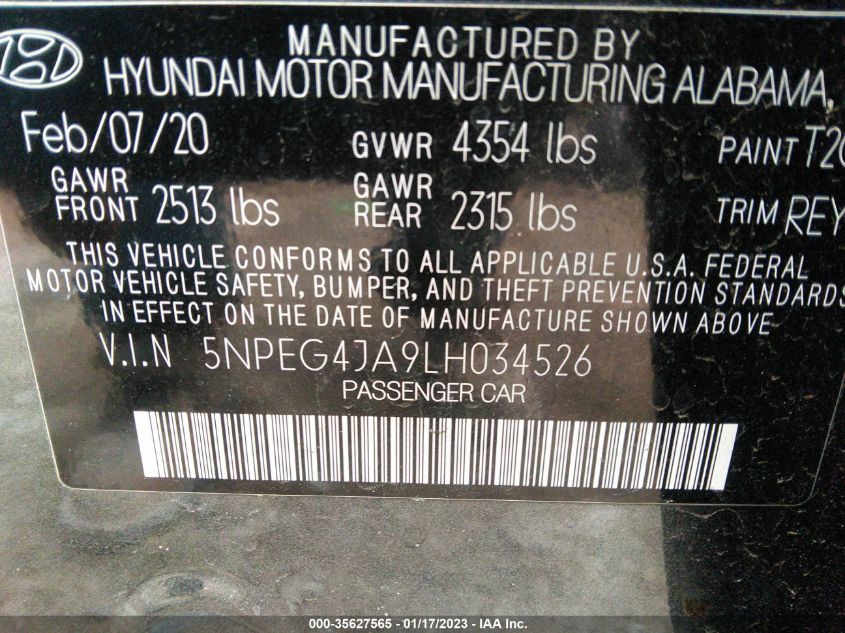 MANUFACTURED BY
HYUNDAI MOTOR MANUFACTURING ALABAMA,
Feb/07/20 GVWR 4354 lbs PAINT T20
GAWR FRONT 2513 lbs GAWR REAR 2315 lbs TRIM REY
THIS VEHICLE CONFORMS TO ALL APPLICABLE U.S.A. FEDERAL
MOTOR VEHICLE SAFETY, BUMPER, AND THEFT PREVENTION STANDARDS
IN EFFECT ON THE DATE OF MANUFACTURE SHOWN ABOVE
V.I.N 5NPEG4JA9LH034526
PASSENGER CAR
000-35627565 - 01/17/2023 - IAA Inc.